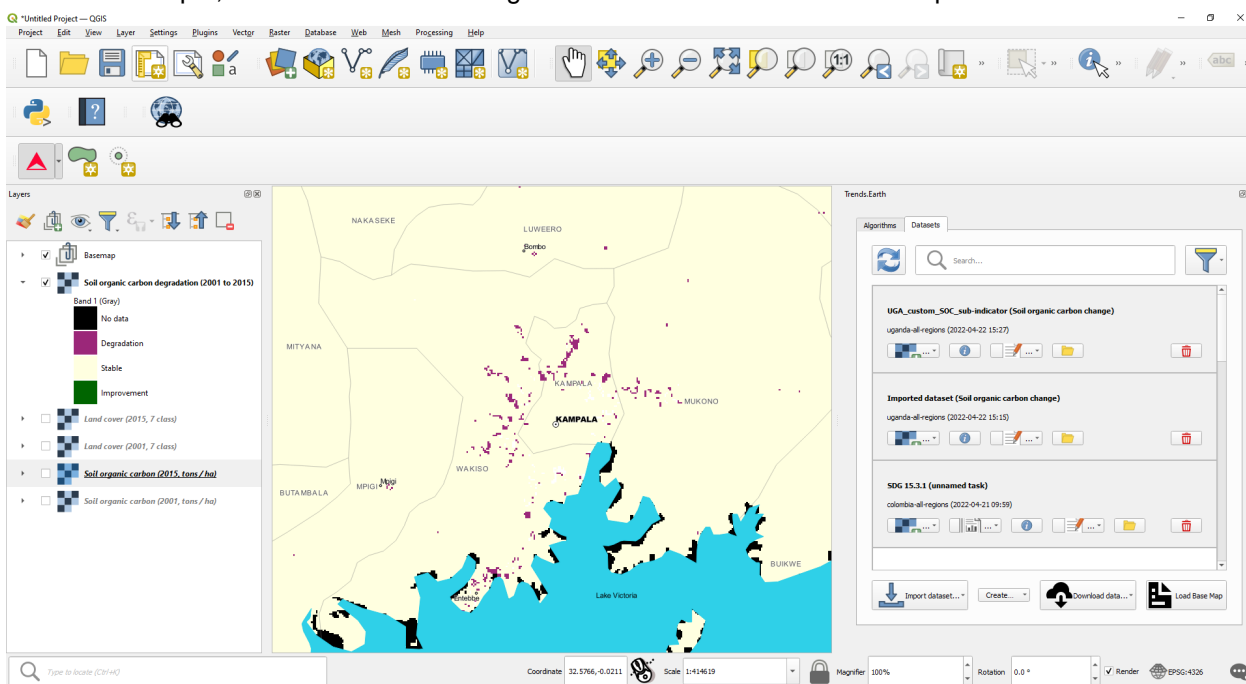 *Untitled Project — QGIS
Project Edit View Layer Settings Plugins Vector Raster Database Web Mesh Processing Help
1:1
abc
Layers
Basemap
Soil organic carbon degradation (2001 to 2015)
Band 1 (Gray)
No data
Degradation
Stable
Improvement
Land cover (2015, 7 class)
Land cover (2001, 7 class)
Soil organic carbon (2015, tons / ha)
Soil organic carbon (2001, tons / ha)
NAKASEKE
LUWEERO
Bombo
MITYANA
KAMPALA
MUKONO
KAMPALA
WAKISO
MPIGI
Mpigi
BUTAMBALA
BUIKWE
Entebbe
Lake Victoria
Trends.Earth
Algorithms Datasets
Search...
UGA_custom_SOC_sub-indicator (Soil organic carbon change)
uganda-all-regions (2022-04-22 15:27)
Imported dataset (Soil organic carbon change)
uganda-all-regions (2022-04-22 15:15)
SDG 15.3.1 (unnamed task)
colombia-all-regions (2022-04-21 09:59)
Import dataset... Create... Download data... Load Base Map
Type to locate (Ctrl+K) Coordinate 32.5766,-0.0211 Scale 1:414619 Magnifier 100% Rotation 0.0 ° Render EPSG:4326